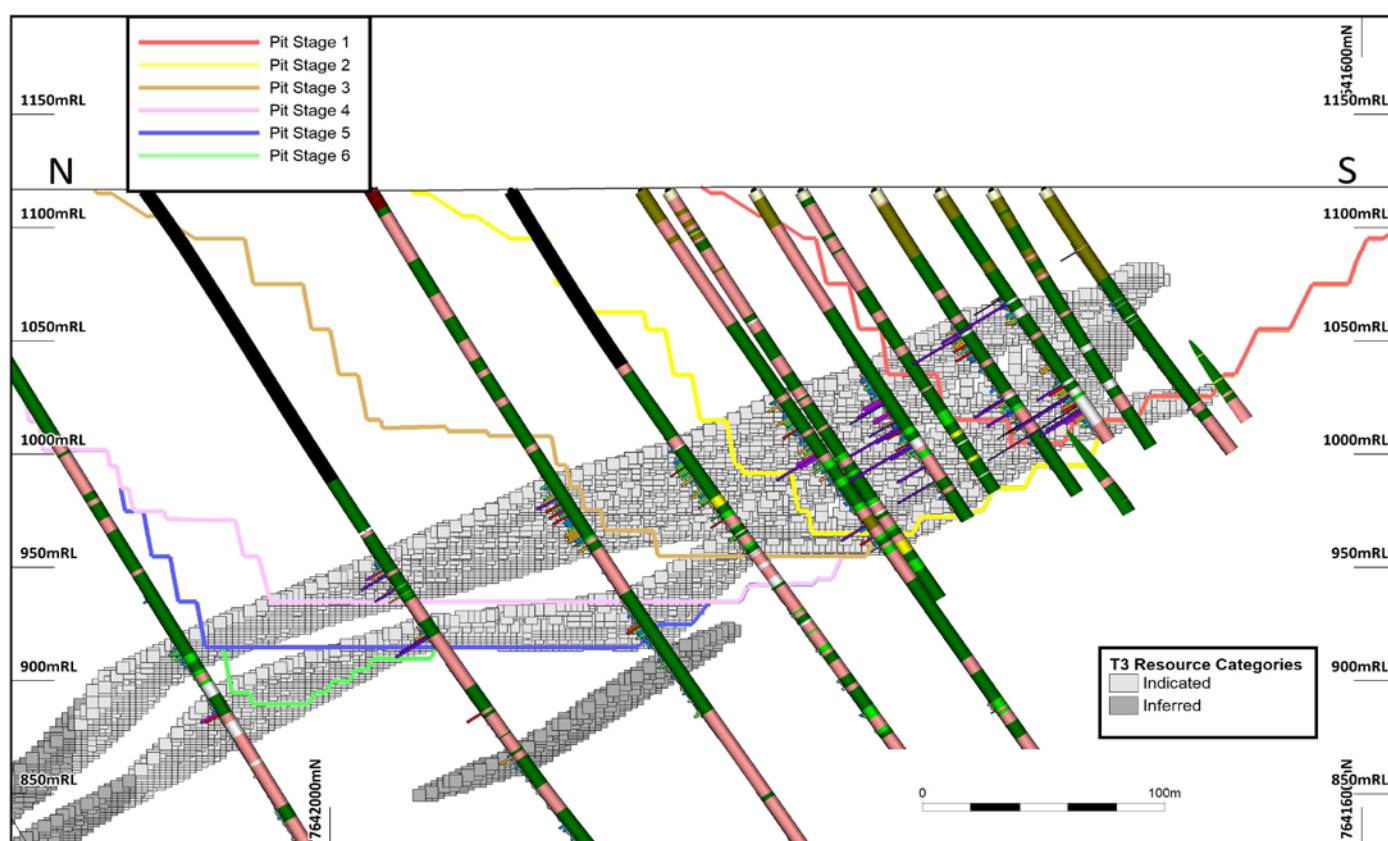 Pit Stage 1
Pit Stage 2
Pit Stage 3
Pit Stage 4
Pit Stage 5
Pit Stage 6
7641600mN
1150mRL
1150mRL
N
S
1100mRL
1100mRL
1050mRL
1050mRL
1000mRL
1000mRL
950mRL
950mRL
900mRL
900mRL
T3 Resource Categories
Indicated
Inferred
850mRL
850mRL
7642000mN
7641600mN
0
100m